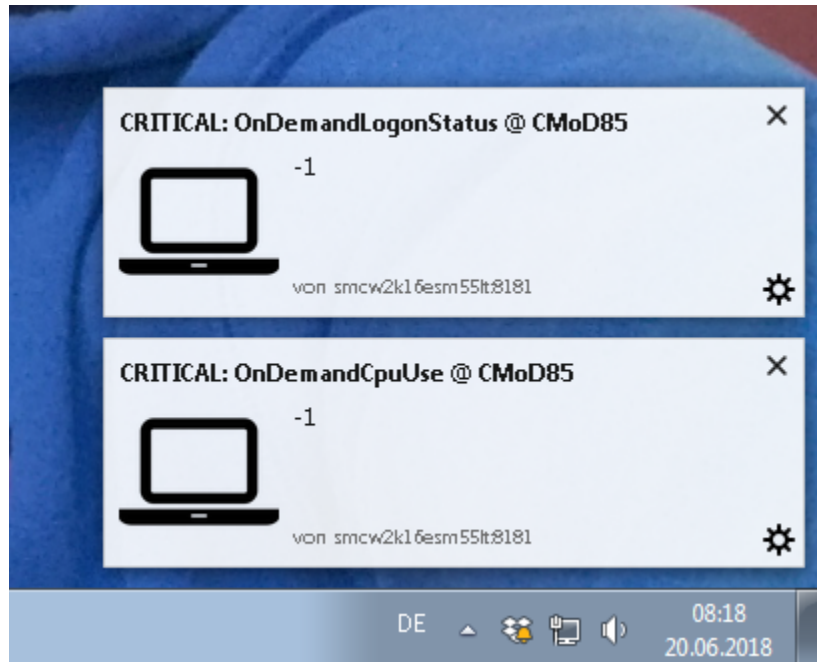 CRITICAL: OnDemandLogonStatus @ CMoD85
-1
von smcw2k16esm55lt:8181
CRITICAL: OnDemandCpuUse @ CMoD85
-1
von smcw2k16esm55lt:8181
DE
08:18
20.06.2018